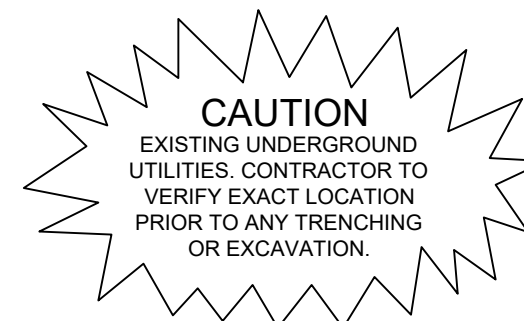 CAUTION
EXISTING UNDERGROUND
UTILITIES. CONTRACTOR TO
VERIFY EXACT LOCATION
PRIOR TO ANY TRENCHING
OR EXCAVATION.